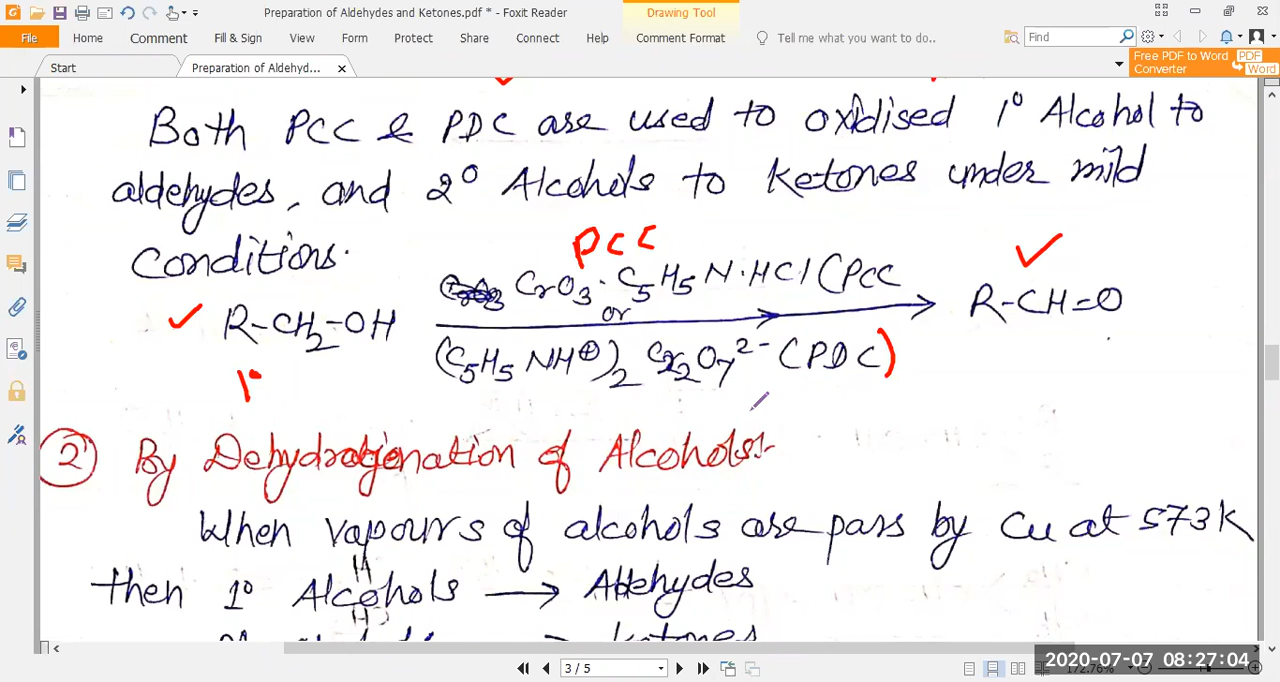 Preparation of Aldehydes and Ketones.pdf * - Foxit Reader
Drawing Tool
File Home Comment Fill & Sign View Form Protect Share Connect Help Comment Format Tell me what you want to do.. Find
Start Preparation of Aldehyd... Free PDF to Word Converter PDF Word
Both PCC & PDC are used to oxidised 1° Alcohol to
aldehydes, and 2° Alcohols to ketones under mild
Conditions.
PCC
CrO3·C5H5N·HCl (PCC
R-CH2-OH or R-CH=O
(C5H5NH⊕)2 Cr2O7 2- (PDC)
1°
2) By Dehydrogenation of Alcohols:-
When vapours of alcohols are pass by Cu at 573K
then 1° Alcohols → Aldehydes
ketones
3 / 5
2020-07-07 08:27:04